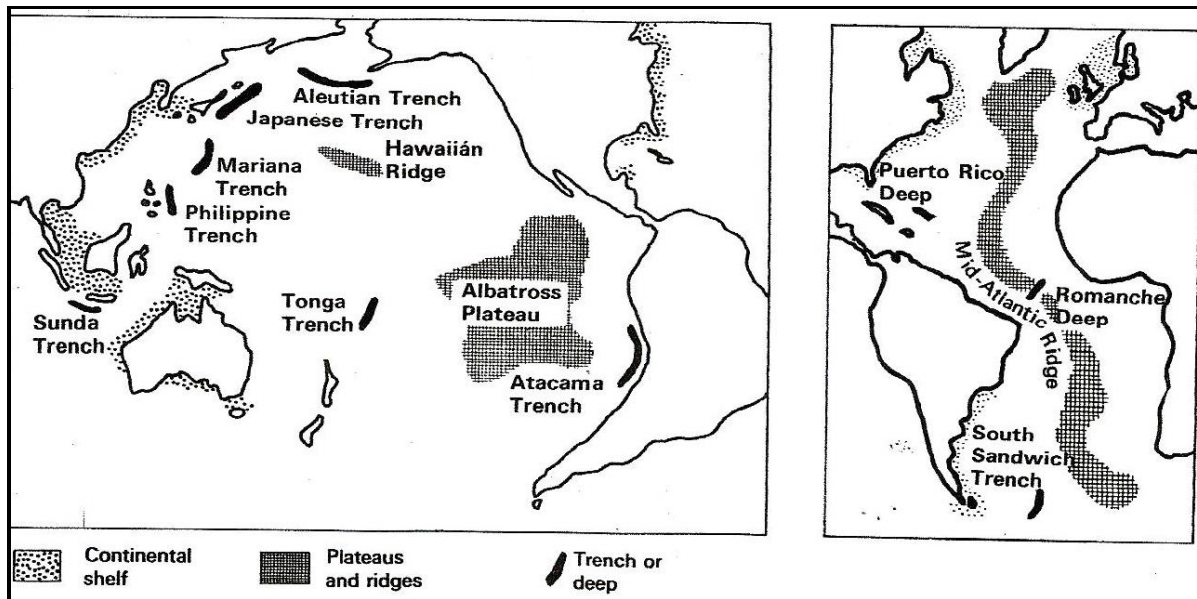 Aleutian Trench
Japanese Trench
Hawaiián
Ridge
Mariana
Trench
Philippine
Trench
Sunda
Trench
Tonga
Trench
Albatross
Plateau
Atacama
Trench
Puerto Rico
Deep
Mid-Atlantic Ridge
Romanche
Deep
South
Sandwich
Trench
Continental
shelf
Plateaus
and ridges
Trench or
deep